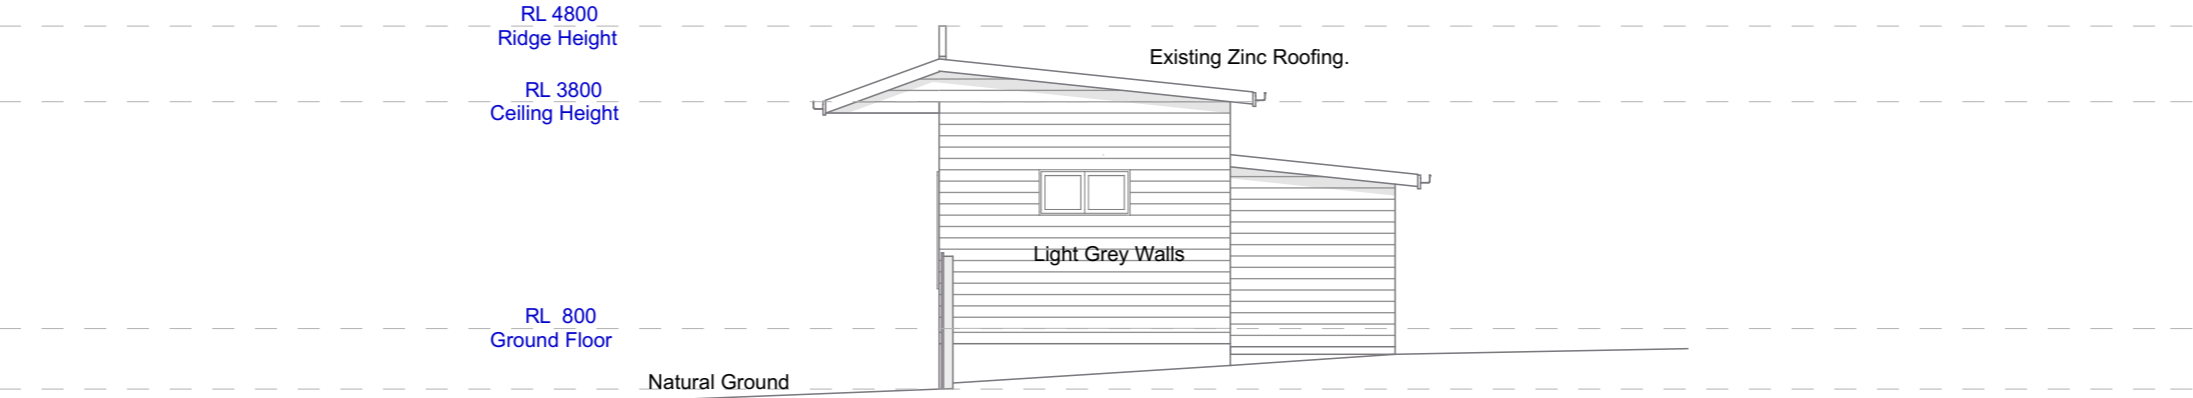 RL 4800
Ridge Height
Existing Zinc Roofing.
RL 3800
Ceiling Height
Light Grey Walls
RL  800
Ground Floor
Natural Ground